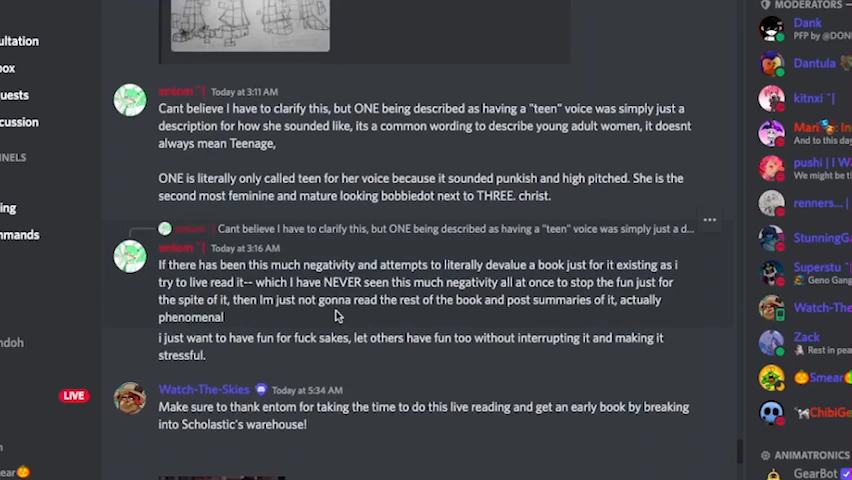 MODERATORS
ultation
box
uests
cussion
NNELS
ing
mmands
ndoh
LIVE
ear
entom ~| Today at 3:11 AM
Cant believe I have to clarify this, but ONE being described as having a "teen" voice was simply just a
description for how she sounded like, its a common wording to describe young adult women, it doesnt
always mean Teenage,
ONE is literally only called teen for her voice because it sounded punkish and high pitched. She is the
second most feminine and mature looking bobbiedot next to THREE. christ.
Cant believe I have to clarify this, but ONE being described as having a "teen" voice was simply just a d...
entom ~| Today at 3:16 AM
If there has been this much negativity and attempts to literally devalue a book just for it existing as i
try to live read it-- which I have NEVER seen this much negativity all at once to stop the fun just for
the spite of it, then Im just not gonna read the rest of the book and post summaries of it, actually
phenomenal
i just want to have fun for fuck sakes, let others have fun too without interrupting it and making it
stressful.
Watch-The-Skies Today at 5:34 AM
Make sure to thank entom for taking the time to do this live reading and get an early book by breaking
into Scholastic's warehouse!
Dank
PFP by @DON
Dantula
kitnxi ~|
Mari In
And to this day
pushi | I W
We might be th
renners... |
StunningGa
Superstu
Geno Gang
Watch-The
Zack
Rest in pea
Smear
ChibiGe
ANIMATRONICS
GearBot